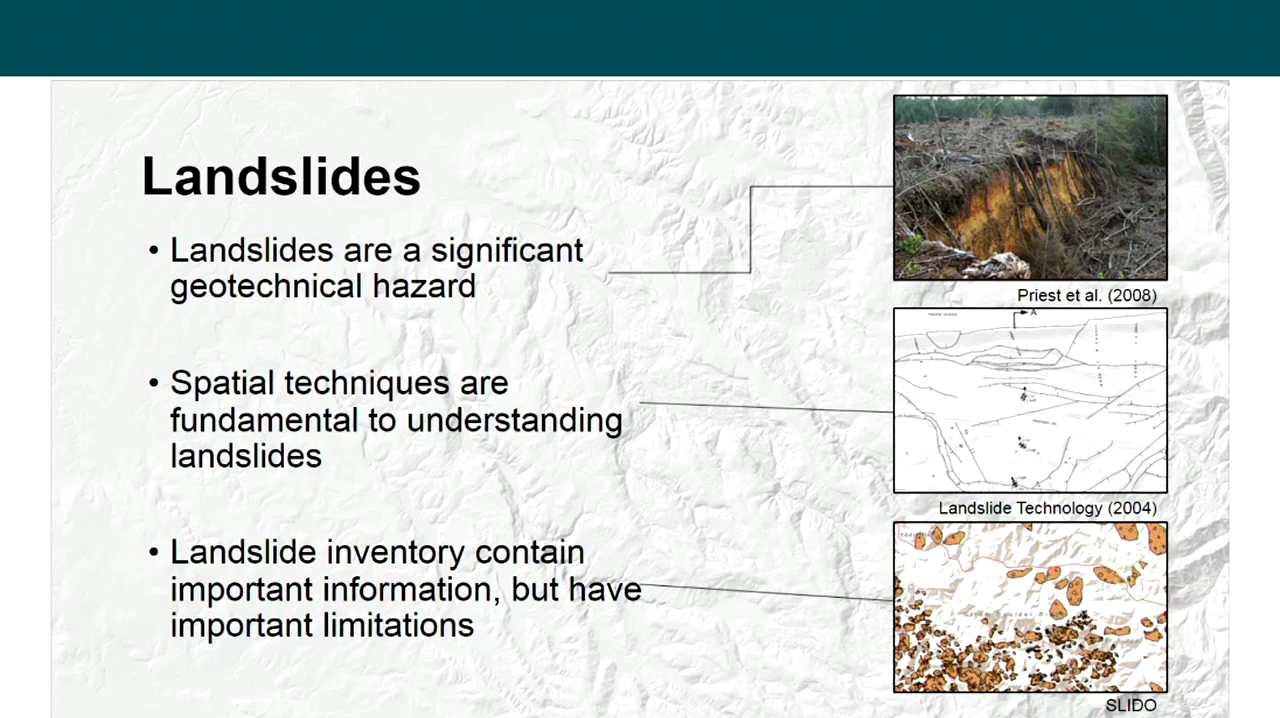 Landslides
• Landslides are a significant
geotechnical hazard
• Spatial techniques are
fundamental to understanding
landslides
• Landslide inventory contain
important information, but have
important limitations
Priest et al. (2008)
A
Landslide Technology (2004)
SLIDO